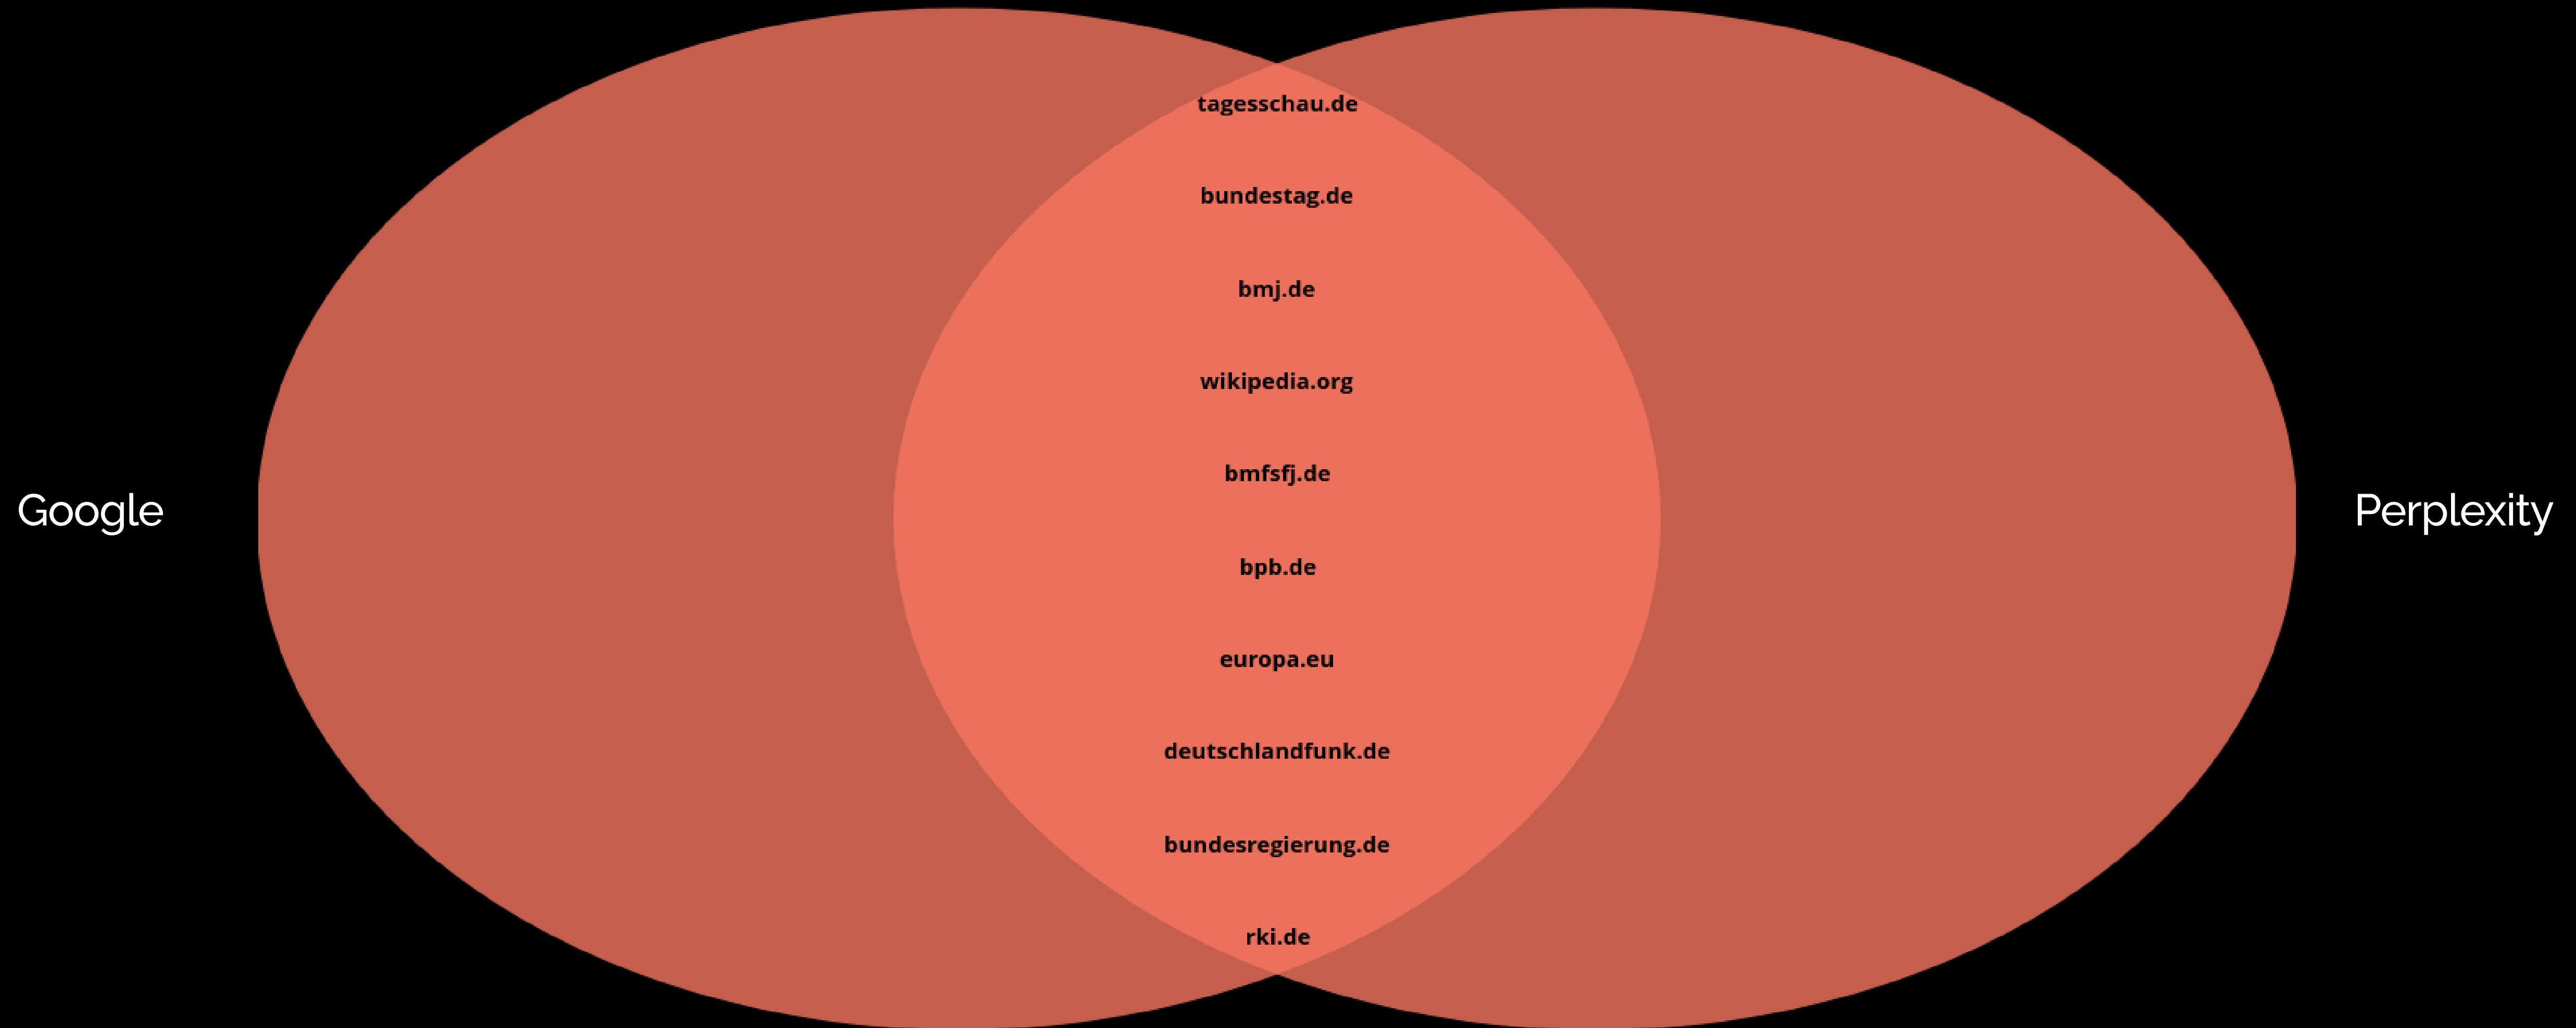 tagesschau.de
bundestag.de
bmj.de
wikipedia.org
bmfsfj.de
Google
Perplexity
bpb.de
europa.eu
deutschlandfunk.de
bundesregierung.de
rki.de